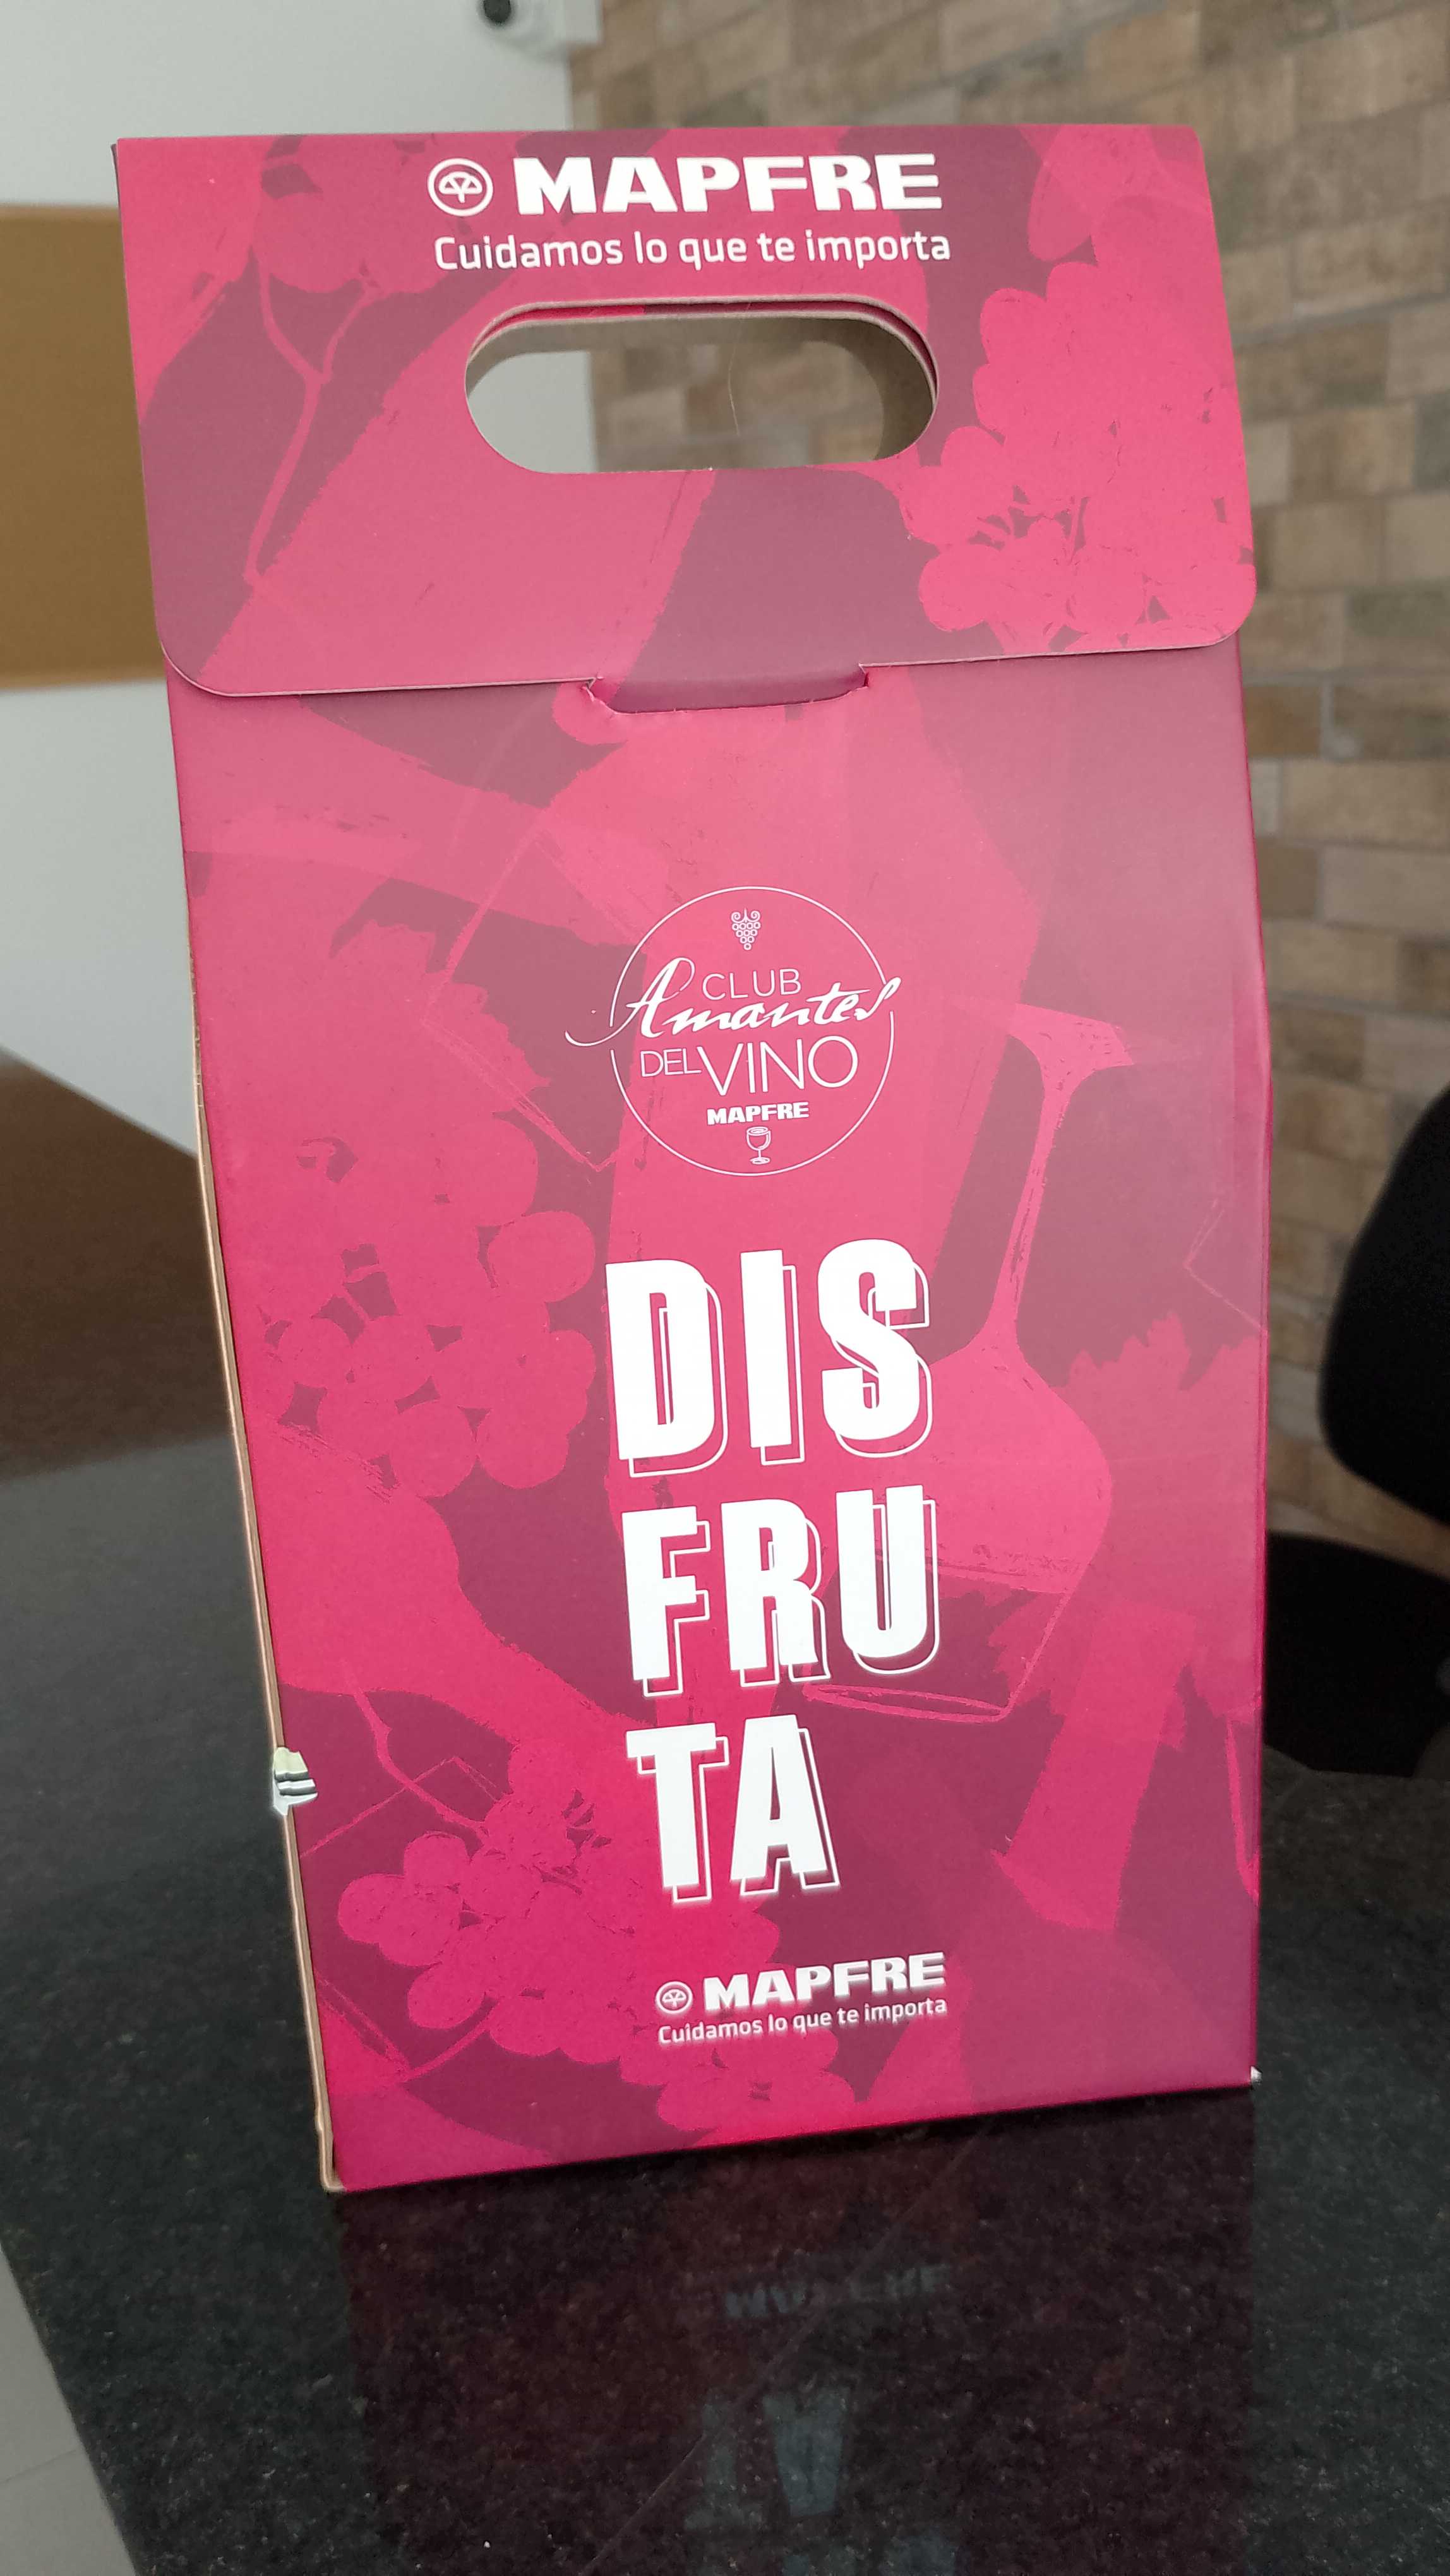 MAPFRE
Cuidamos lo que te importa
CLUB
Amantes
DEL VINO
MAPFRE
DIS
FRU
TA
MAPFRE
Cuidamos lo que te importa